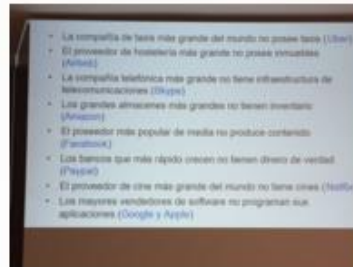 • La compañía de taxis más grande del mundo no posee taxis (Uber)
• El proveedor de hostelería más grande no posee inmuebles
(Airbnb)
• La compañía telefónica más grande no tiene infraestructura de
telecomunicaciones (Skype)
• Los grandes almacenes más grandes no tienen inventario
(Amazon)
• El poseedor más popular de media no produce contenido
(Facebook)
• Los bancos que más rápido crecen no tienen dinero de verdad
(Paypal)
• El proveedor de cine más grande del mundo no tiene cines (Netflix
• Los mayores vendedores de software no programan sus
aplicaciones (Google y Apple)